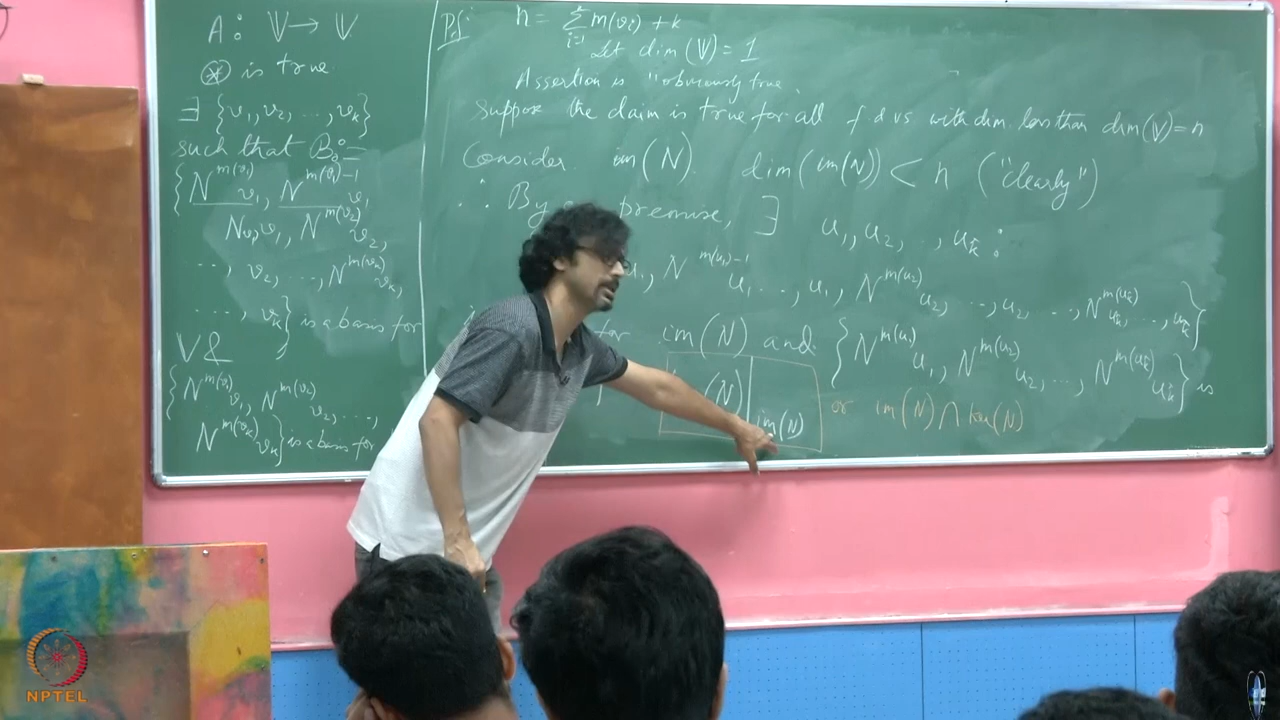 A: V → V
⊛ is true
∃ {v₁, v₂, ..., vₖ}
such that B₀ :=
{N^{m(v₁)} v₁, N^{m(v₁)-1} v₁,
N v₁, v₁, N^{m(v₂)} v₂,
.., v₂, ..., N^{m(vₖ)} vₖ,
..., vₖ} is a basis for
V &
{N^{m(v₁)} v₁, N^{m(v₂)} v₂, ...,
N^{m(vₖ)} vₖ} is a basis for
Pf:
n = Σ_{i=1}^{k} m(vᵢ) + k
Let dim (V) = 1
Assertion is "obviously true.
Suppose the claim is true for all f d vs with dim. less than dim(V) = n
Consider im(N). dim(im(N)) < n ("clearly")
∴ By premise, ∃ u₁, u₂, .., uₖ̃ :
u₁, N^{m(u₁)-1} u₁ ..., u₁, N^{m(u₂)} u₂, ..., u₂, ..., N^{m(uₖ̃)} uₖ̃, ..., uₖ̃}
for im(N) and {N^{m(u₁)} u₁, N^{m(u₂)} u₂, ..., N^{m(uₖ̃)} uₖ̃} is
(N) | im(N) or im(N) ∩ ker(N)
NPTEL